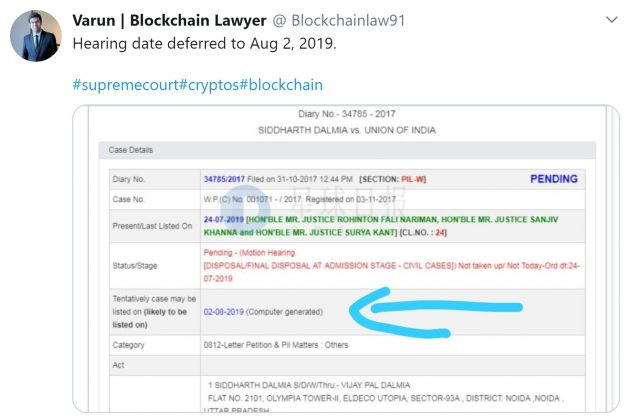 Varun | Blockchain Lawyer @ Blockchainlaw91
Hearing date deferred to Aug 2, 2019.
#supremecourt#cryptos#blockchain
Diary No.- 34785 - 2017
SIDDHARTH DALMIA vs. UNION OF INDIA
Case Details
Diary No. 34785/2017 Filed on 31-10-2017 12:44 PM [SECTION: PIL-W] PENDING
Case No. W.P.(C) No. 001071 - / 2017 Registered on 03-11-2017
Present/Last Listed On 24-07-2019 [HON'BLE MR. JUSTICE ROHINTON FALI NARIMAN, HON'BLE MR. JUSTICE SANJIV
KHANNA and HON'BLE MR. JUSTICE SURYA KANT] [CL.NO. : 24]
Status/Stage Pending - (Motion Hearing
[DISPOSAL/FINAL DISPOSAL AT ADMISSION STAGE - CIVIL CASES]) Not taken up/ Not Today-Ord dt:24-
07-2019
Tentatively case may be
listed on (likely to be
listed on) 02-08-2019 (Computer generated)
Category 0812-Letter Petition & Pil Matters : Others
Act
1 SIDDHARTH DALMIA S/D/W/Thru:- VIJAY PAL DALMIA
FLAT NO. 2101, OLYMPIA TOWER-II, ELDECO UTOPIA, SECTOR-93A , DISTRICT: NOIDA ,NOIDA ,
UTTAR PRADESH
星球日报